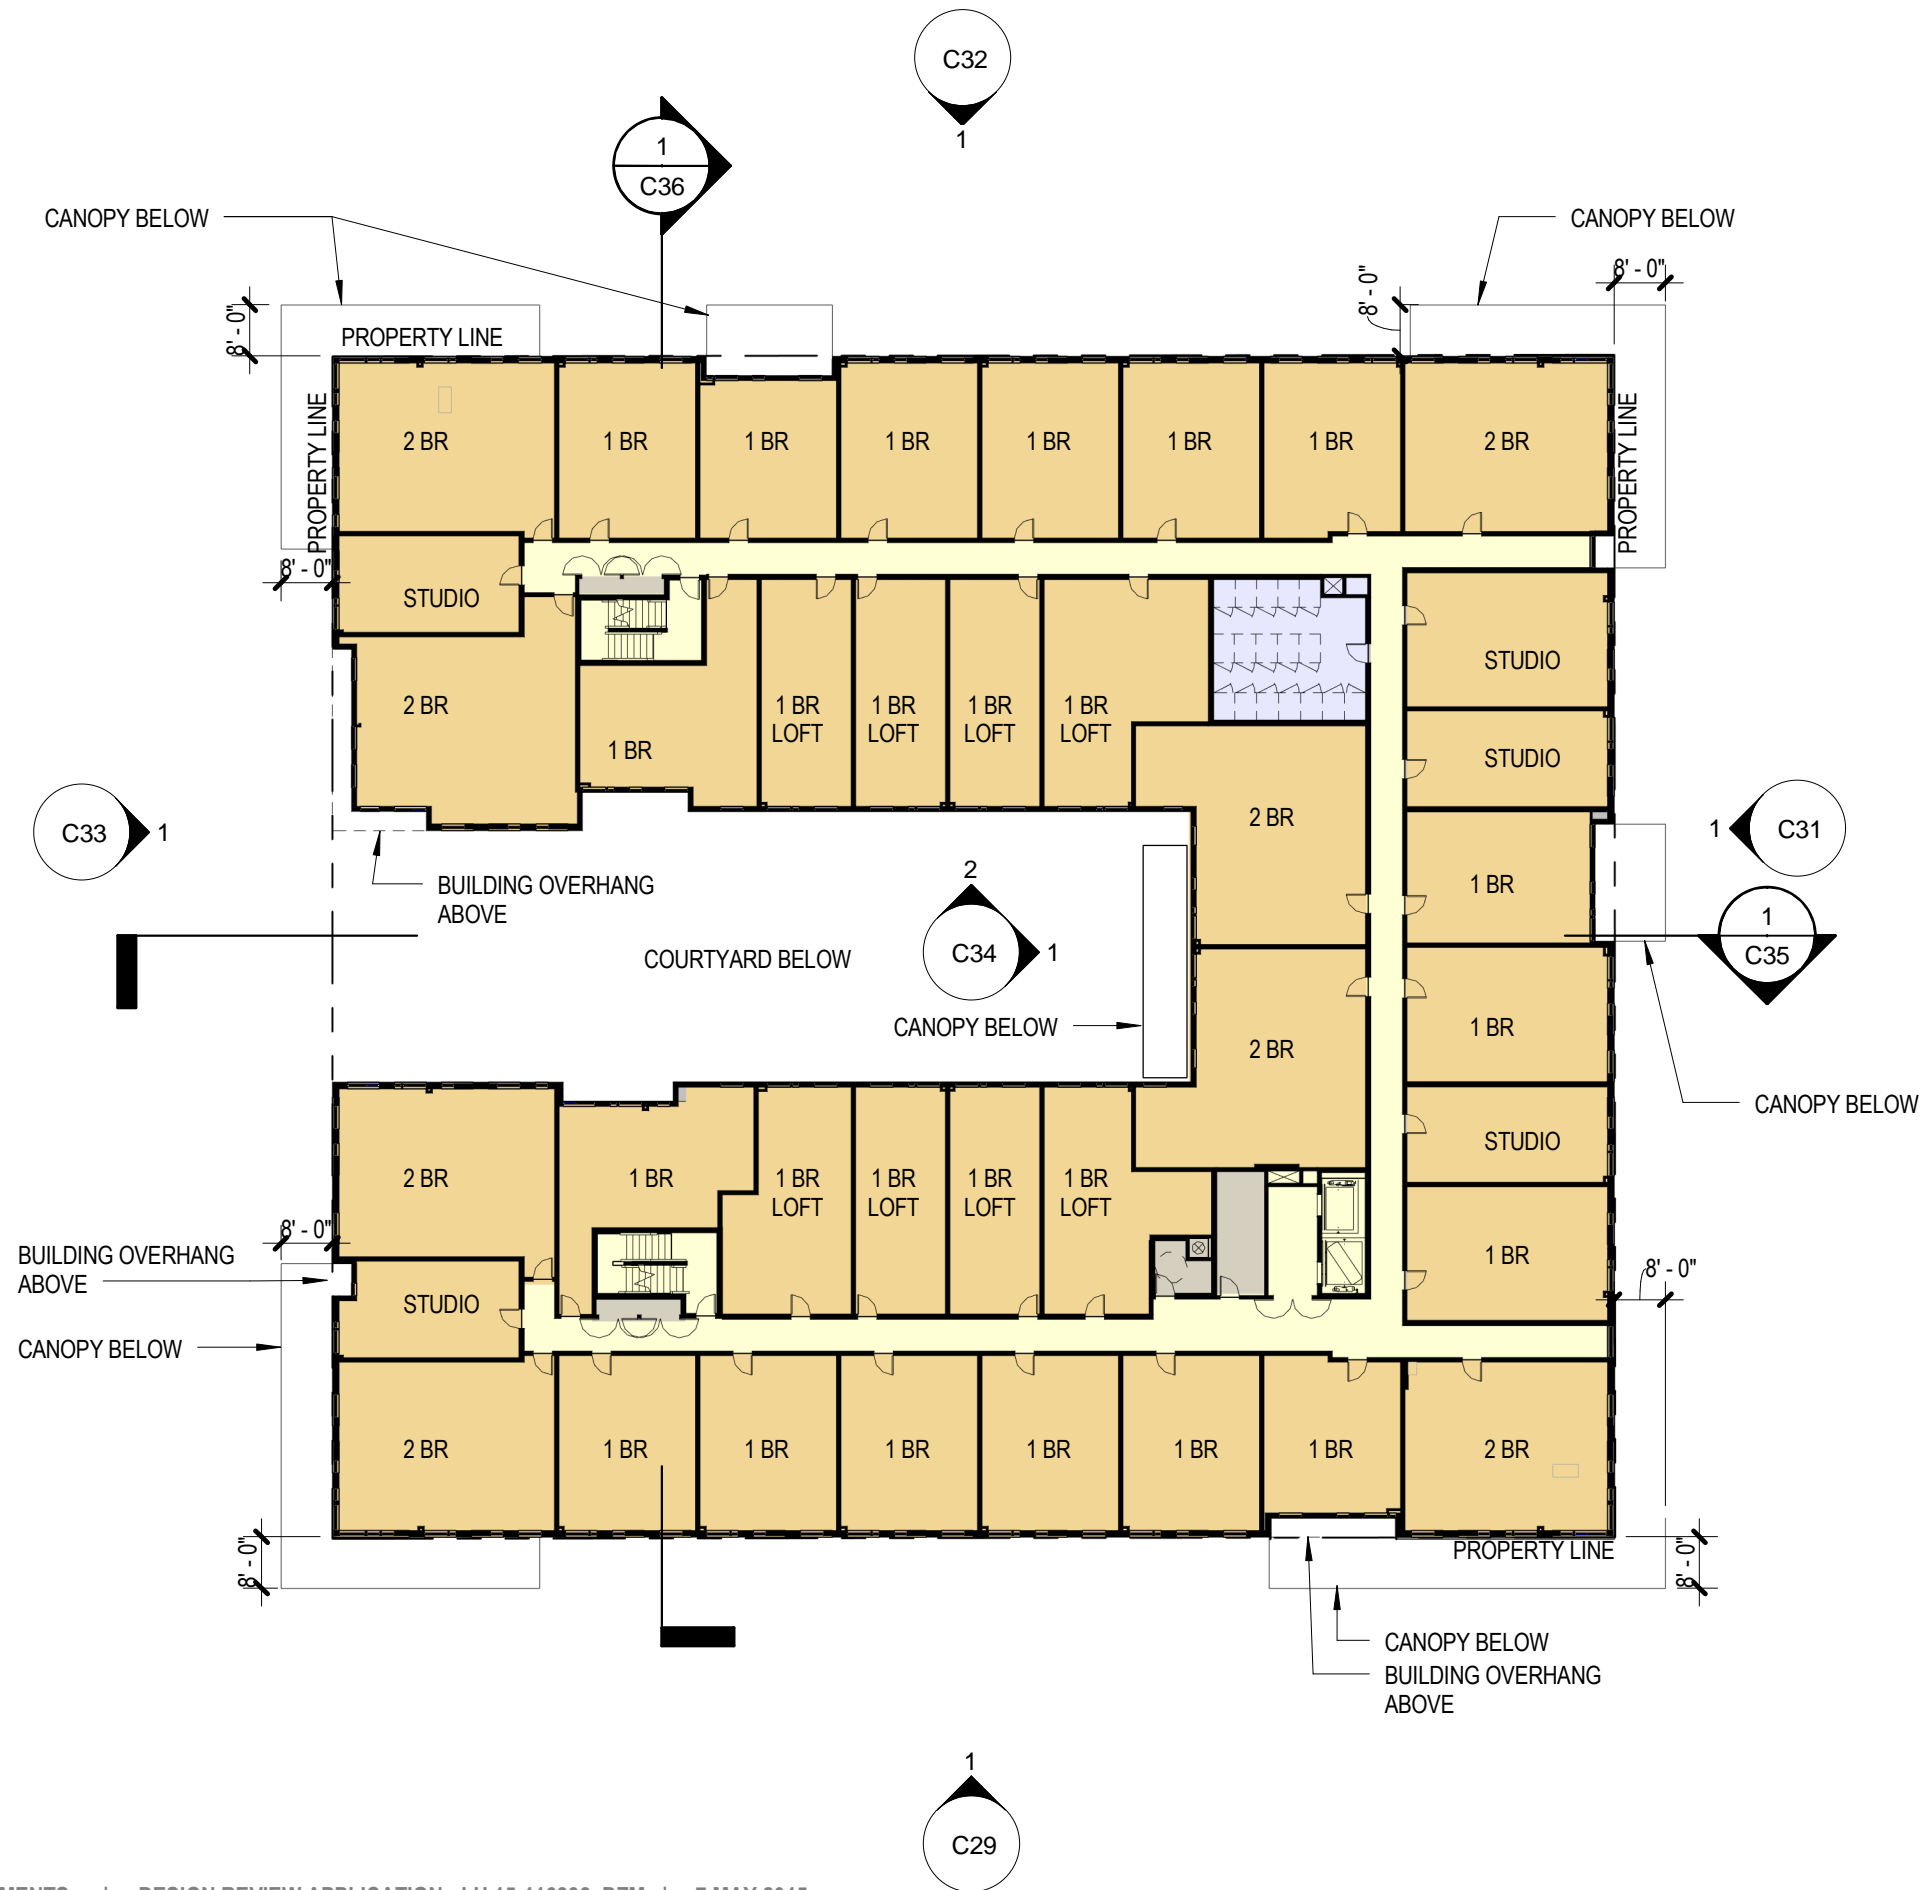 C32
1
1
C36
CANOPY BELOW
CANOPY BELOW
8' - 0"
8' - 0"
8' - 0"
PROPERTY LINE
PROPERTY LINE
PROPERTY LINE
2 BR
1 BR
1 BR
1 BR
1 BR
1 BR
1 BR
2 BR
8' - 0"
STUDIO
STUDIO
2 BR
1 BR
1 BR
LOFT
1 BR
LOFT
1 BR
LOFT
1 BR
LOFT
STUDIO
2 BR
C33
1
1
C31
BUILDING OVERHANG
ABOVE
2
C34
1
1 BR
1
C35
COURTYARD BELOW
CANOPY BELOW
2 BR
1 BR
CANOPY BELOW
STUDIO
2 BR
1 BR
1 BR
LOFT
1 BR
LOFT
1 BR
LOFT
1 BR
LOFT
8' - 0"
BUILDING OVERHANG
ABOVE
1 BR
8' - 0"
STUDIO
CANOPY BELOW
2 BR
1 BR
1 BR
1 BR
1 BR
1 BR
1 BR
2 BR
PROPERTY LINE
8' - 0"
8' - 0"
CANOPY BELOW
BUILDING OVERHANG
ABOVE
1
C29